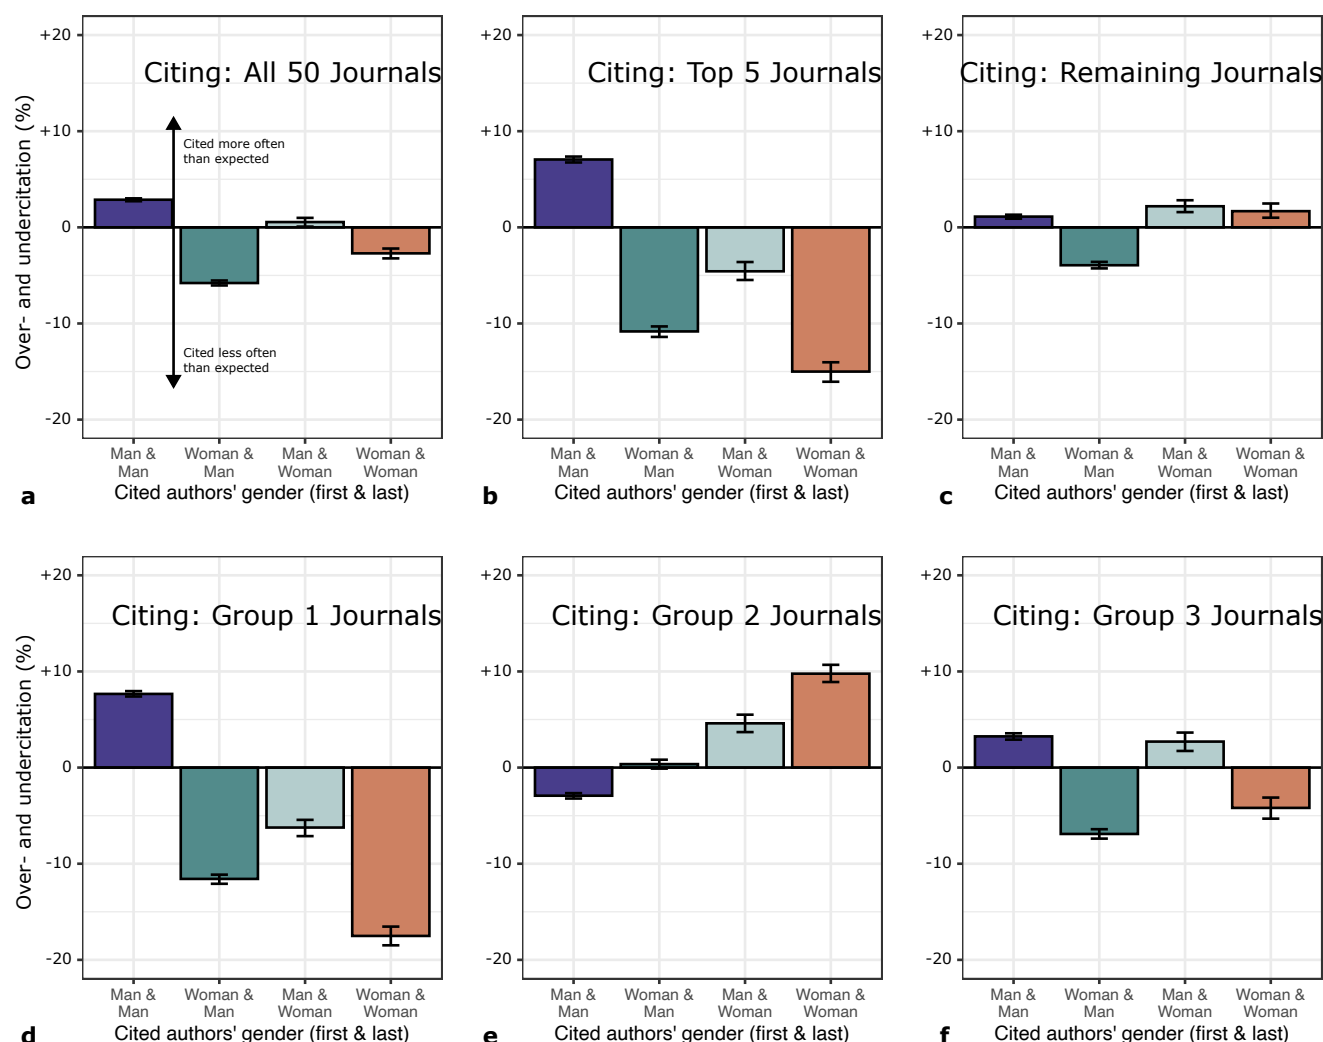 Citing: All 50 Journals
Over- and undercitation (%)
+20
+10
0
-10
-20
Cited more often
than expected
Cited less often
than expected
Man &
Man
Woman &
Man
Man &
Woman
Woman &
Woman
a
Cited authors' gender (first & last)
Citing: Top 5 Journals
+20
+10
0
-10
-20
Man &
Man
Woman &
Man
Man &
Woman
Woman &
Woman
b
Cited authors' gender (first & last)
Citing: Remaining Journals
+20
+10
0
-10
-20
Man &
Man
Woman &
Man
Man &
Woman
Woman &
Woman
c
Cited authors' gender (first & last)
Citing: Group 1 Journals
Over- and undercitation (%)
+20
+10
0
-10
-20
Man &
Man
Woman &
Man
Man &
Woman
Woman &
Woman
d
Cited authors' gender (first & last)
Citing: Group 2 Journals
+20
+10
0
-10
-20
Man &
Man
Woman &
Man
Man &
Woman
Woman &
Woman
e
Cited authors' gender (first & last)
Citing: Group 3 Journals
+20
+10
0
-10
-20
Man &
Man
Woman &
Man
Man &
Woman
Woman &
Woman
f
Cited authors' gender (first & last)